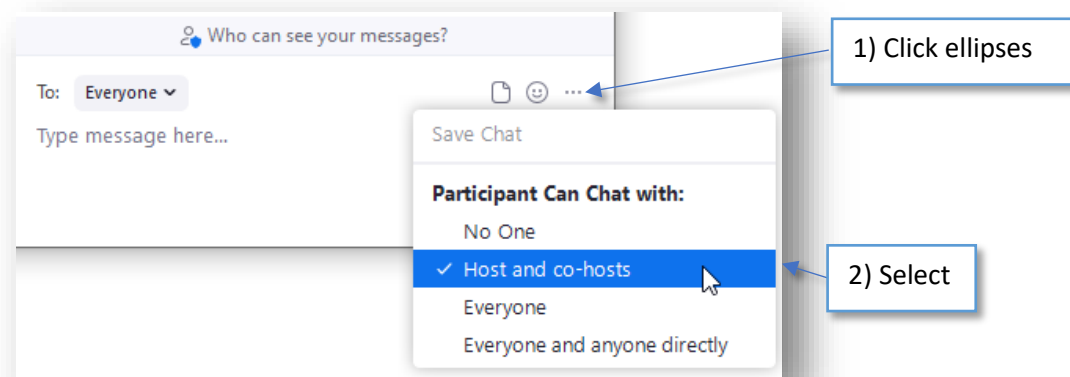 Who can see your messages?
1) Click ellipses
To: Everyone
Type message here...
Save Chat
Participant Can Chat with:
No One
Host and co-hosts
2) Select
Everyone
Everyone and anyone directly